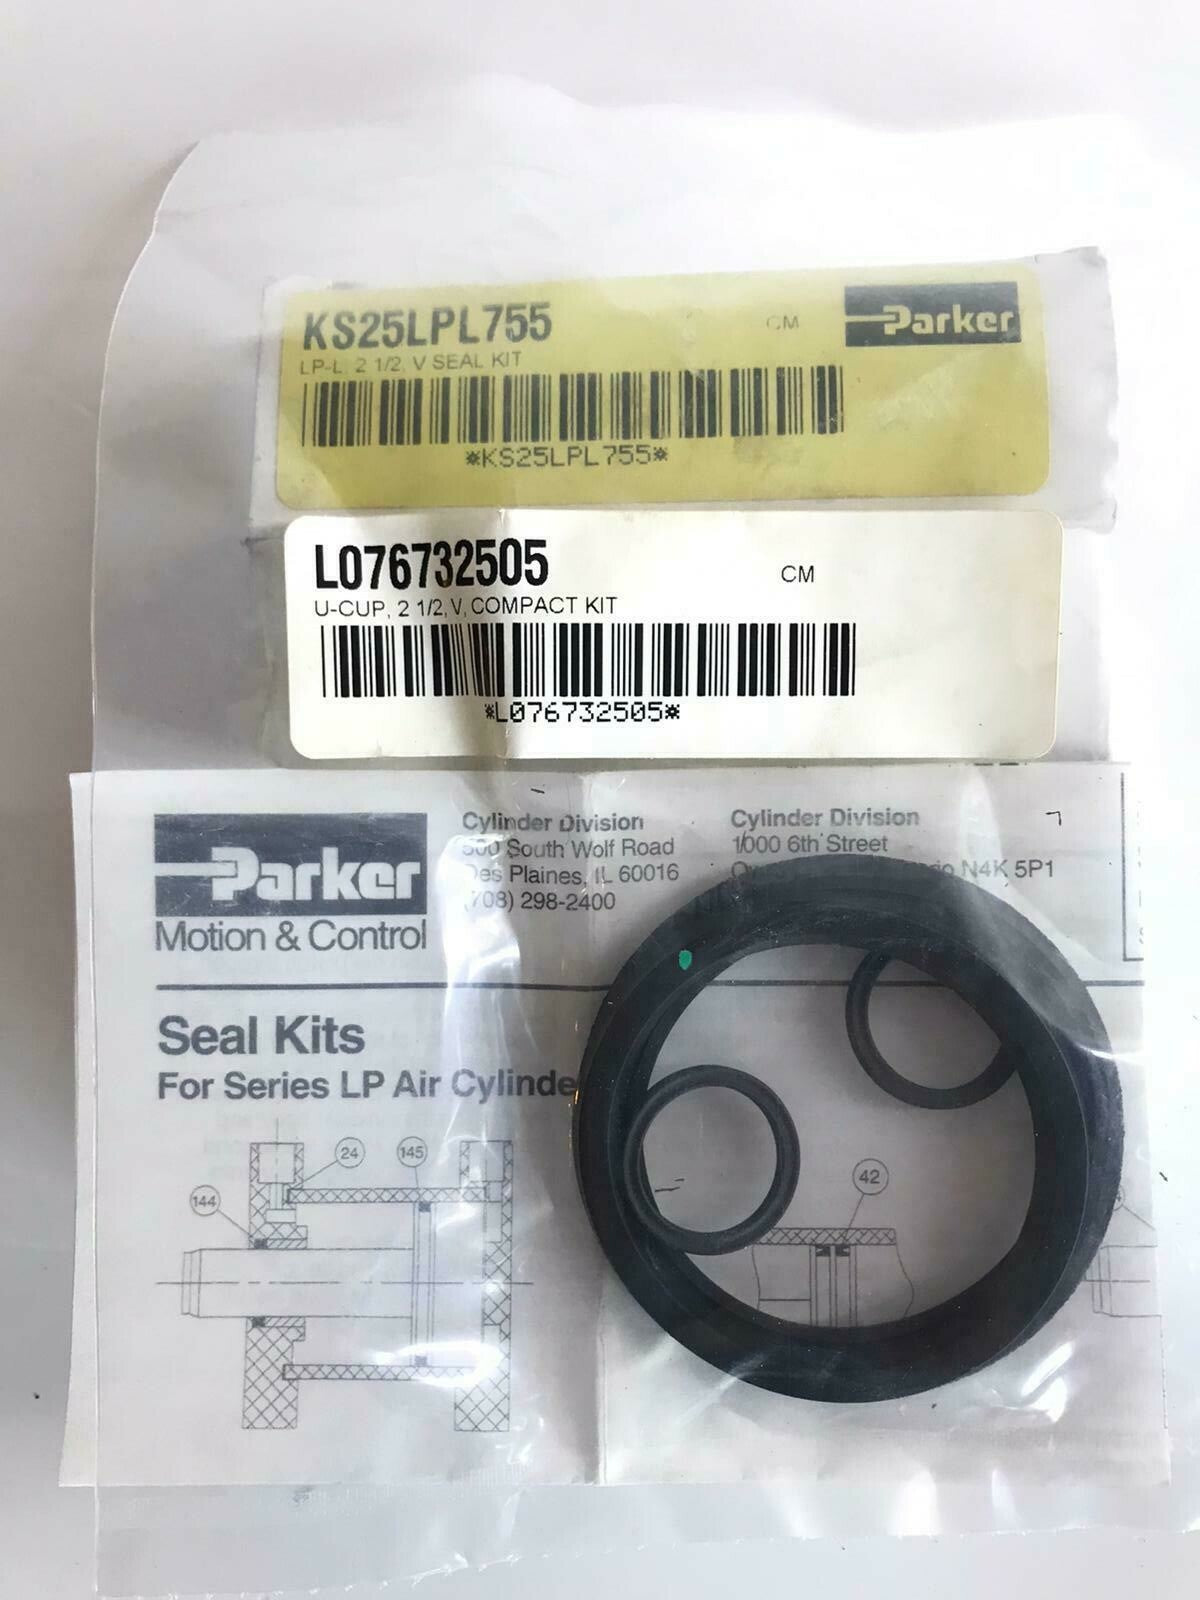 KS25LPL755
CM
Parker
LP-L, 2 1/2, V SEAL KIT
*KS25LPL755*
L076732505
CM
U-CUP, 2 1/2, V, COMPACT KIT
*L076732505*
Parker
Motion & Control
Cylinder Division
500 South Wolf Road
Des Plaines, IL 60016
(708) 298-2400
Cylinder Division
1000 6th Street
N4K 5P1
Seal Kits
For Series LP Air
24
145
144
42